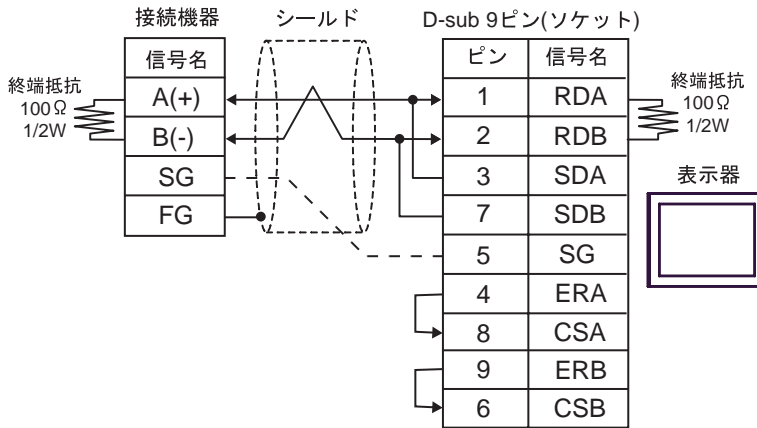 接続機器
シールド
D-sub 9ピン(ソケット)
終端抵抗
100Ω
1/2W
信号名
A(+)
B(-)
SG
FG
ピン 信号名
1 RDA
2 RDB
3 SDA
7 SDB
5 SG
4 ERA
8 CSA
9 ERB
6 CSB
終端抵抗
100Ω
1/2W
表示器